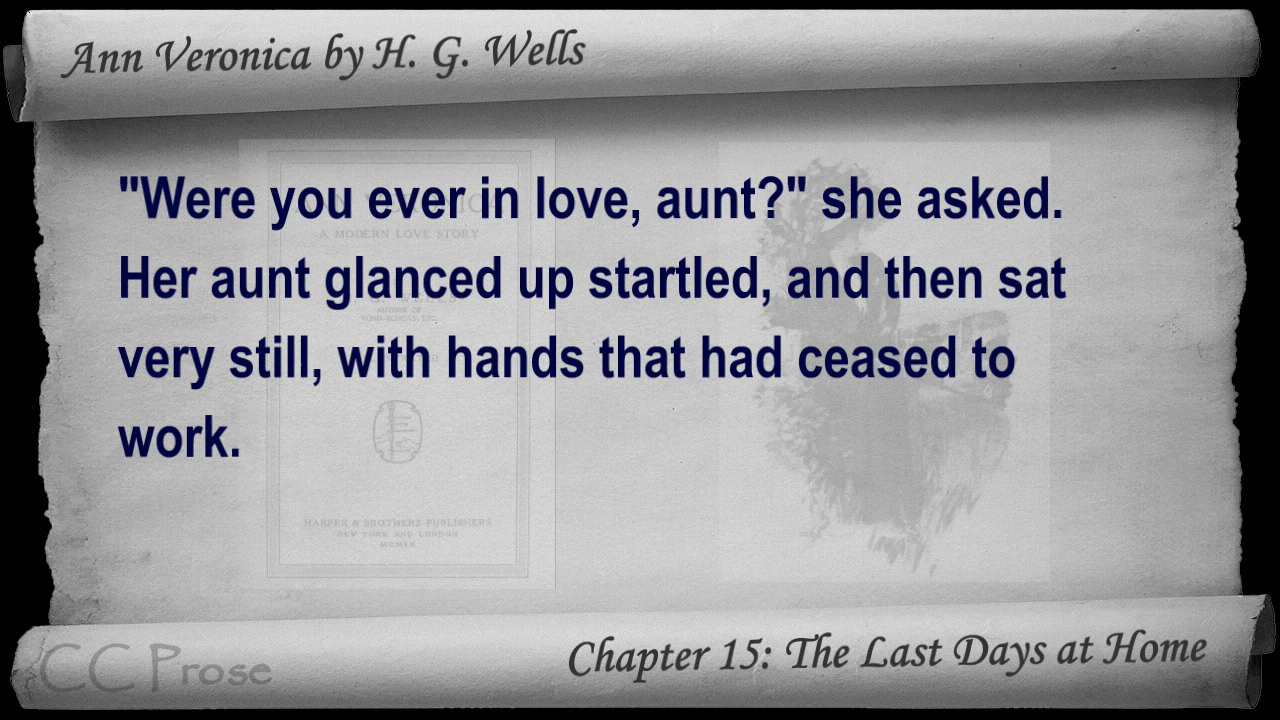 Ann Veronica by H. G. Wells
"Were you ever in love, aunt?" she asked.
Her aunt glanced up startled, and then sat
very still, with hands that had ceased to
work.
A MODERN LOVE STORY
HARPER & BROTHERS PUBLISHERS
NEW YORK AND LONDON
MCMIX
CC Prose
Chapter 15: The Last Days at Home